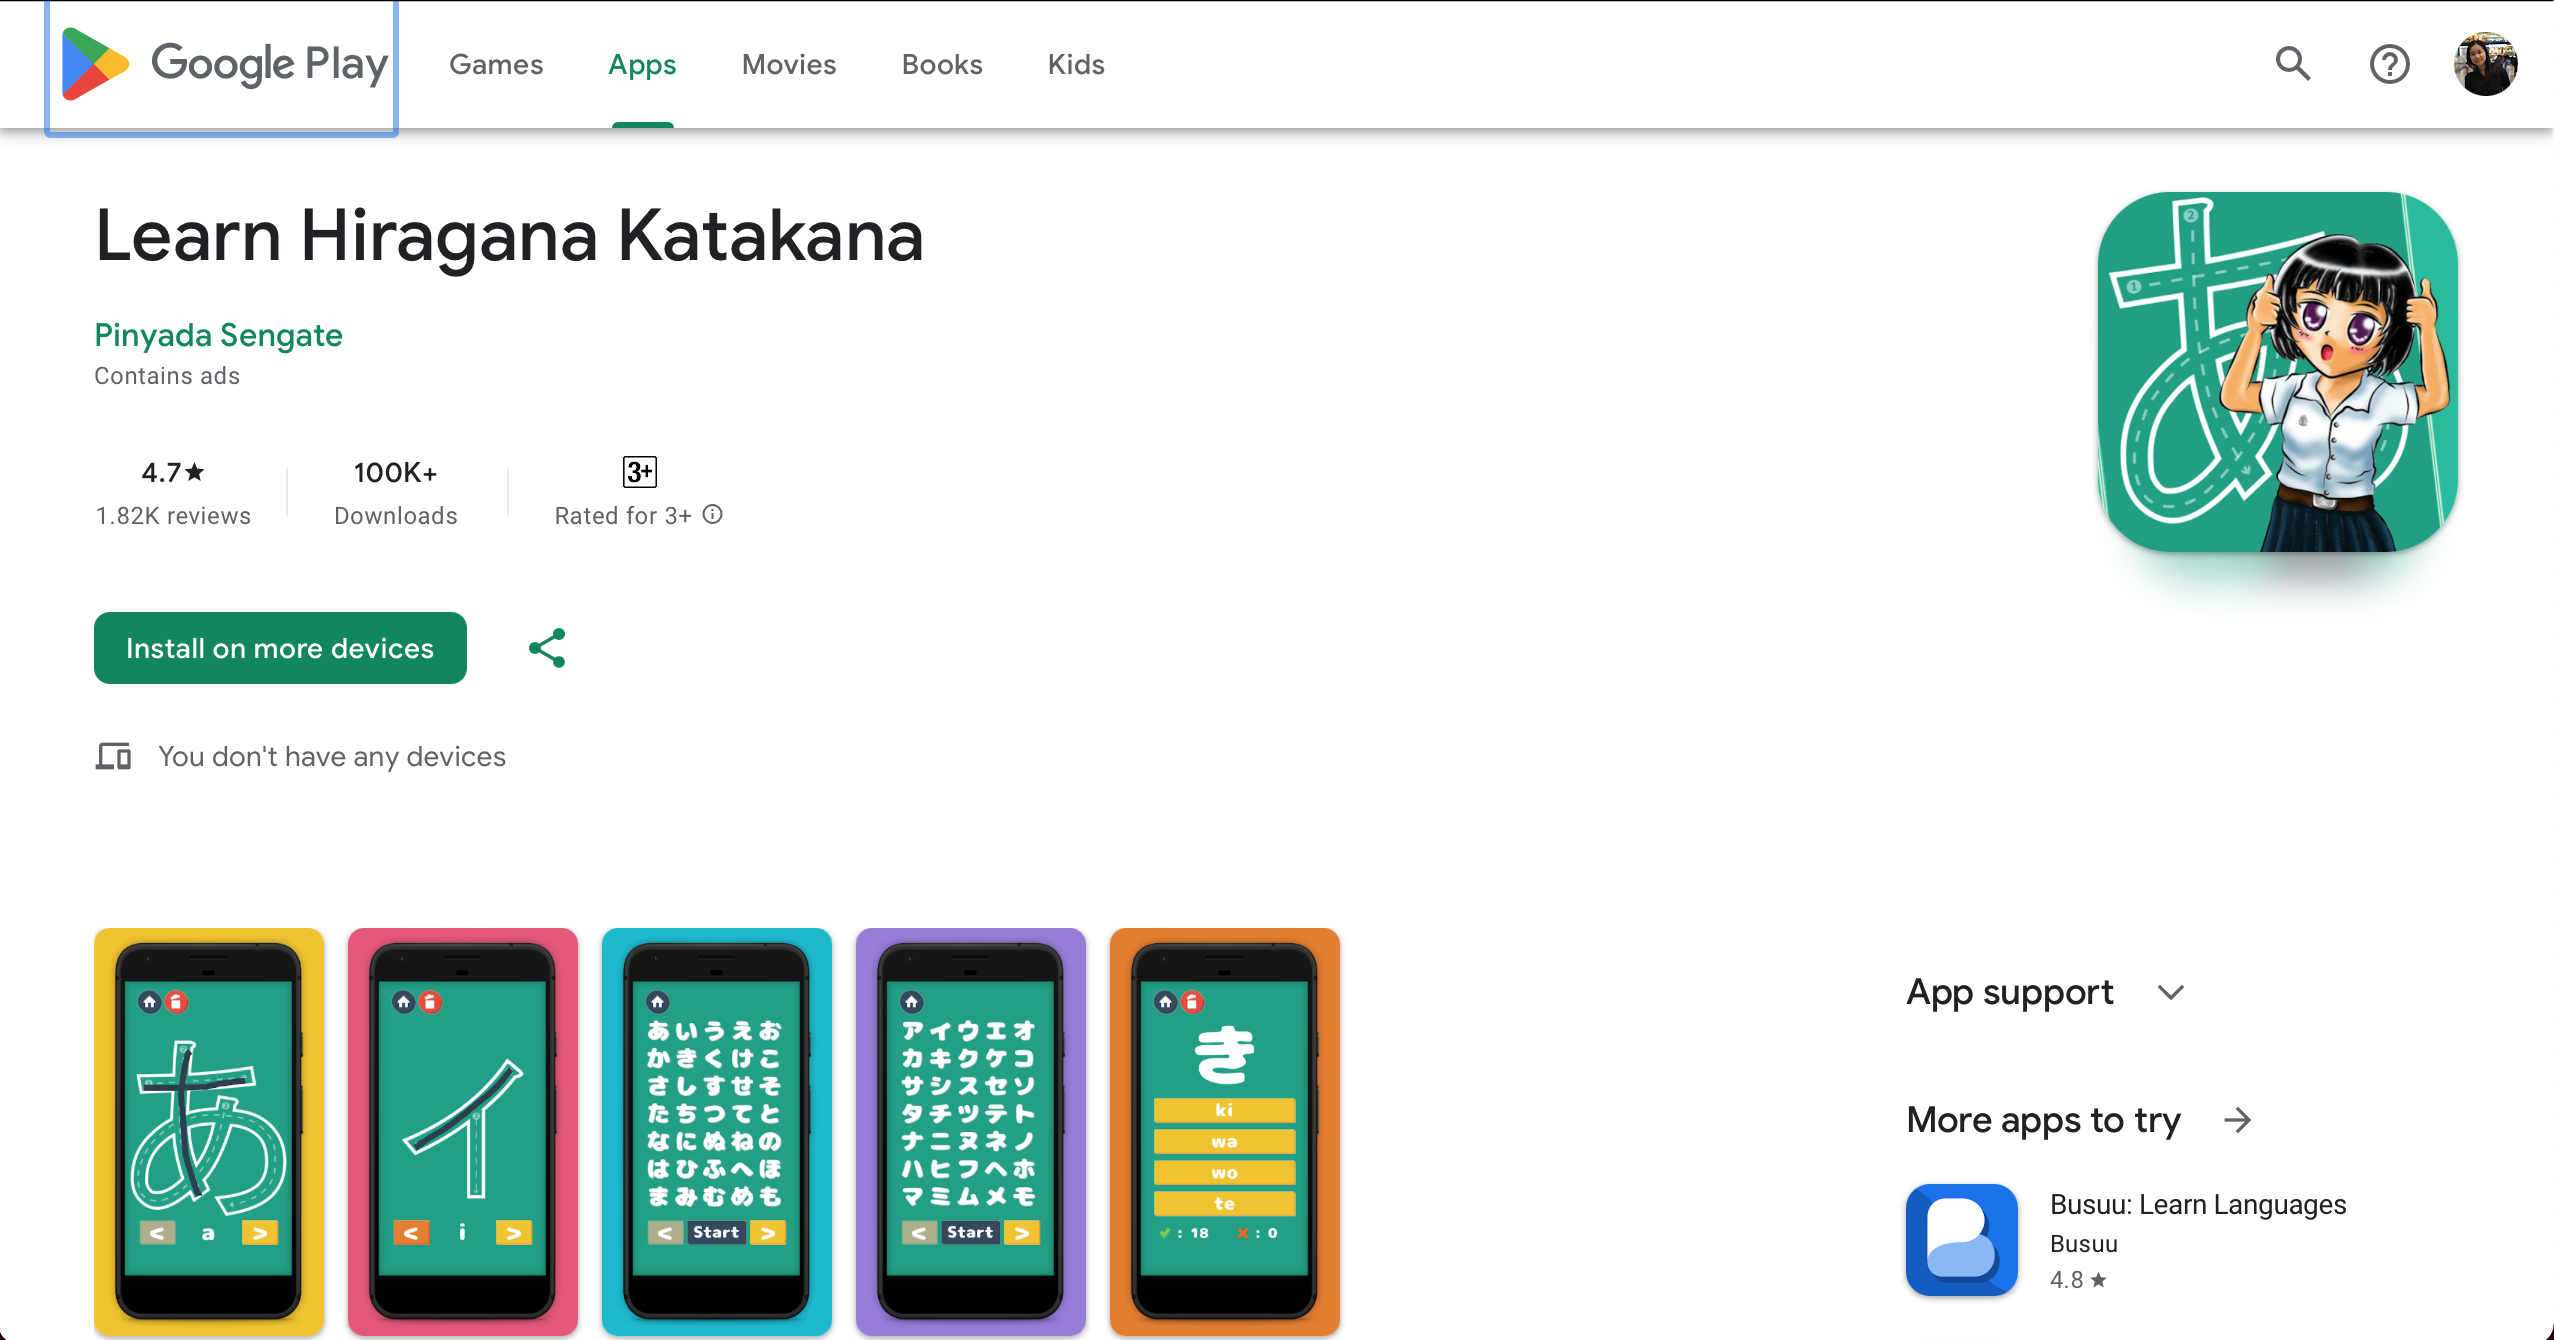 Google Play
Games
Apps
Movies
Books
Kids
Learn Hiragana Katakana
Pinyada Sengate
Contains ads
4.7★
1.82K reviews
100K+
Downloads
3+
Rated for 3+
Install on more devices
You don't have any devices
あ
< a >
イ
< i >
あいうえお
かきくけこ
さしすせそ
たちつてと
なにぬねの
はひふへほ
まみむめも
< Start >
アイウエオ
カキクケコ
サシスセソ
タチツテト
ナニヌネノ
ハヒフヘホ
マミムメモ
< Start >
き
ki
wa
wo
te
✓ : 18 ✗ : 0
App support
More apps to try
Busuu: Learn Languages
Busuu
4.8 ★